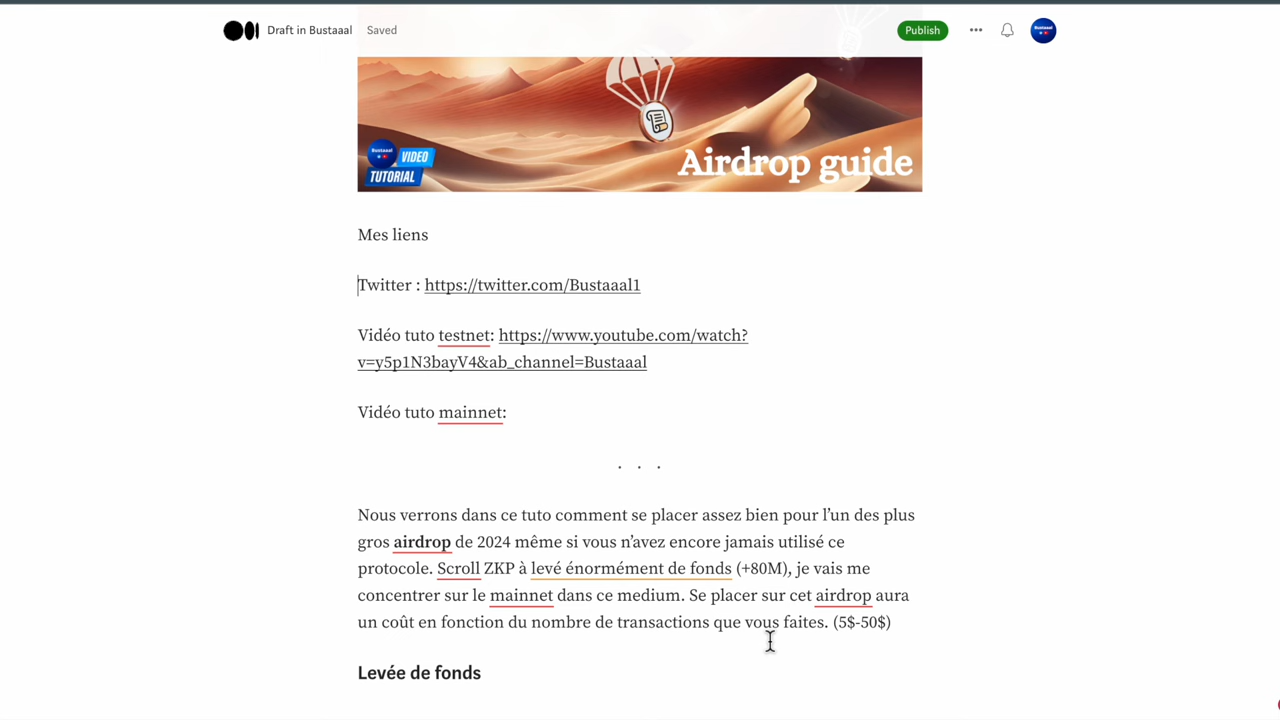 Draft in Bustaaal Saved Publish
Bustaaal
Bustaaal
VIDEO
TUTORIAL
Airdrop guide
Mes liens
Twitter : https://twitter.com/Bustaaal1
Vidéo tuto testnet: https://www.youtube.com/watch?
v=y5p1N3bayV4&ab_channel=Bustaaal
Vidéo tuto mainnet:
Nous verrons dans ce tuto comment se placer assez bien pour l’un des plus
gros airdrop de 2024 même si vous n’avez encore jamais utilisé ce
protocole. Scroll ZKP à levé énormément de fonds (+80M), je vais me
concentrer sur le mainnet dans ce medium. Se placer sur cet airdrop aura
un coût en fonction du nombre de transactions que vous faites. (5$-50$)
Levée de fonds